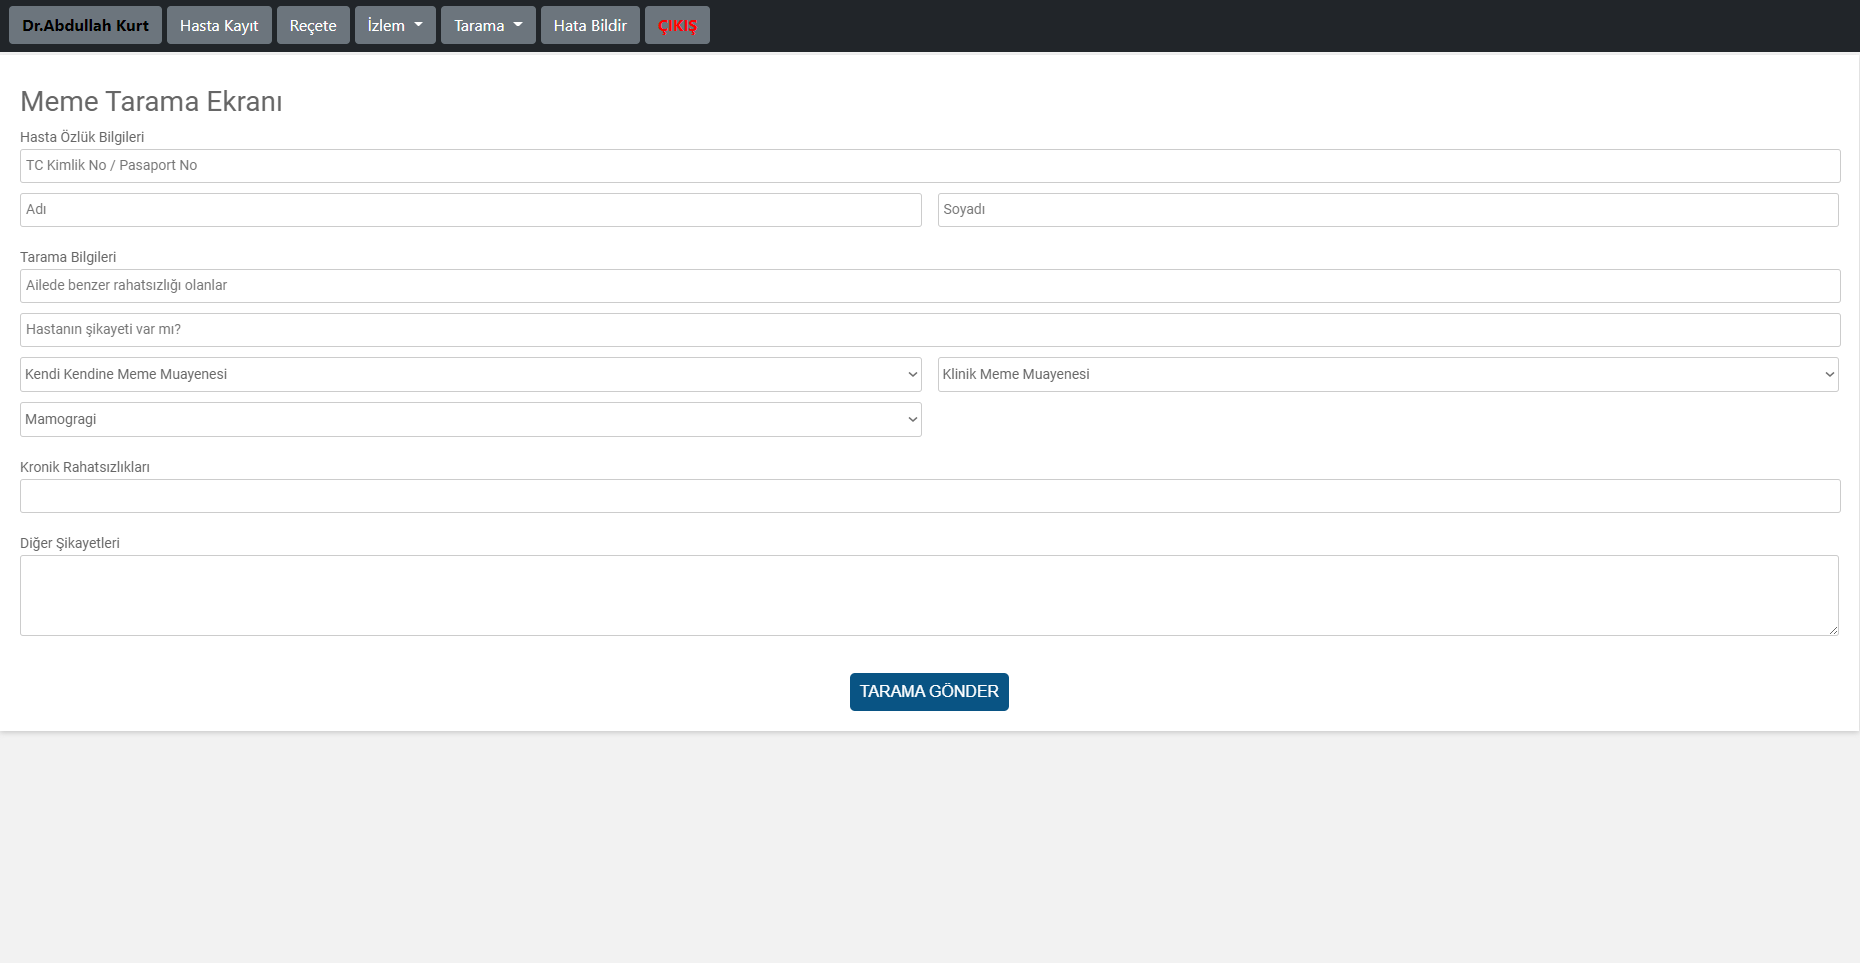 Dr.Abdullah Kurt Hasta Kayıt Reçete İzlem Tarama Hata Bildir ÇIKIŞ
Meme Tarama Ekranı
Hasta Özlük Bilgileri
TC Kimlik No / Pasaport No
Adı Soyadı
Tarama Bilgileri
Ailede benzer rahatsızlığı olanlar
Hastanın şikayeti var mı?
Kendi Kendine Meme Muayenesi Klinik Meme Muayenesi
Mamogragi
Kronik Rahatsızlıkları
Diğer Şikayetleri
TARAMA GÖNDER